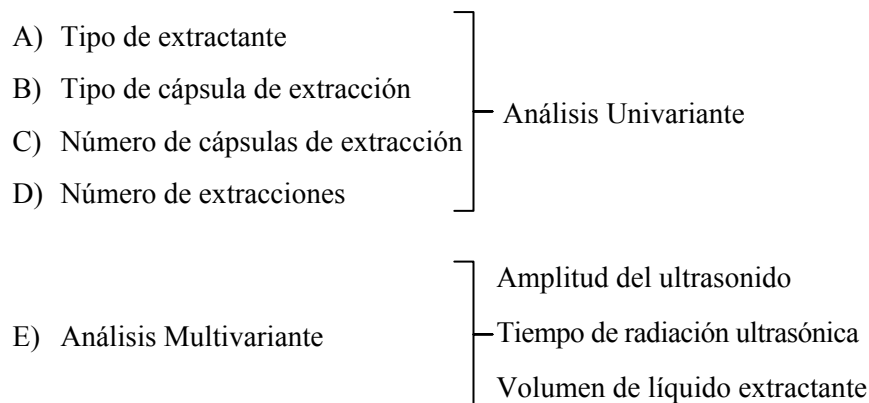 A) Tipo de extractante
B) Tipo de cápsula de extracción
C) Número de cápsulas de extracción
D) Número de extracciones
Análisis Univariante
E) Análisis Multivariante
Amplitud del ultrasonido
Tiempo de radiación ultrasónica
Volumen de líquido extractante